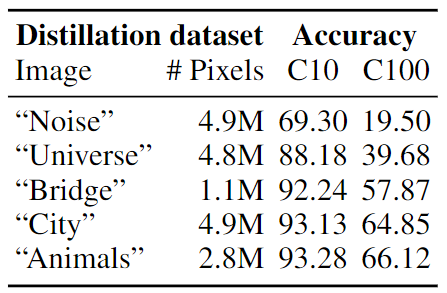 Distillation dataset Accuracy
Image # Pixels C10 C100
“Noise” 4.9M 69.30 19.50
“Universe” 4.8M 88.18 39.68
“Bridge” 1.1M 92.24 57.87
“City” 4.9M 93.13 64.85
“Animals” 2.8M 93.28 66.12